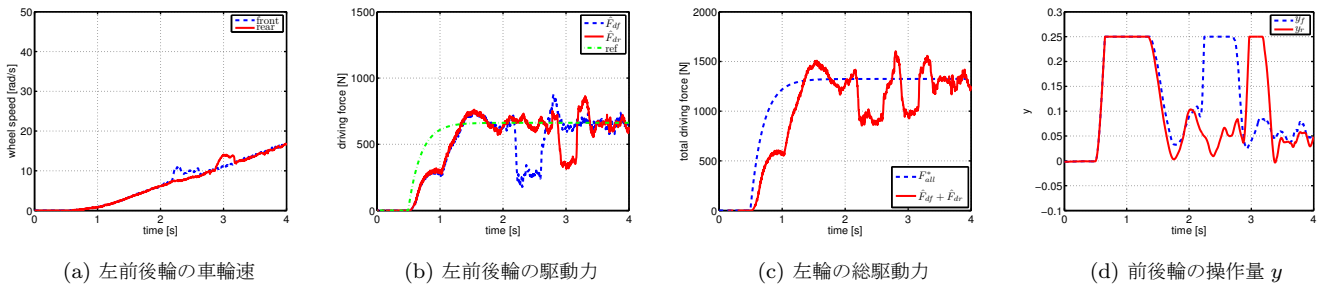 wheel speed [rad/s]
50
40
30
20
10
0
0 1 2 3 4
time [s]
front
rear
(a) 左前後輪の車輪速
driving force [N]
1500
1000
500
0
0 1 2 3 4
time [s]
F̂df
F̂dr
ref
(b) 左前後輪の駆動力
total driving force [N]
2000
1500
1000
500
0
0 1 2 3 4
time [s]
F*all
F̂df + F̂dr
(c) 左輪の総駆動力
y
0.3
0.25
0.2
0.15
0.1
0.05
0
−0.05
−0.1
0 1 2 3 4
time [s]
yf
yr
(d) 前後輪の操作量 y